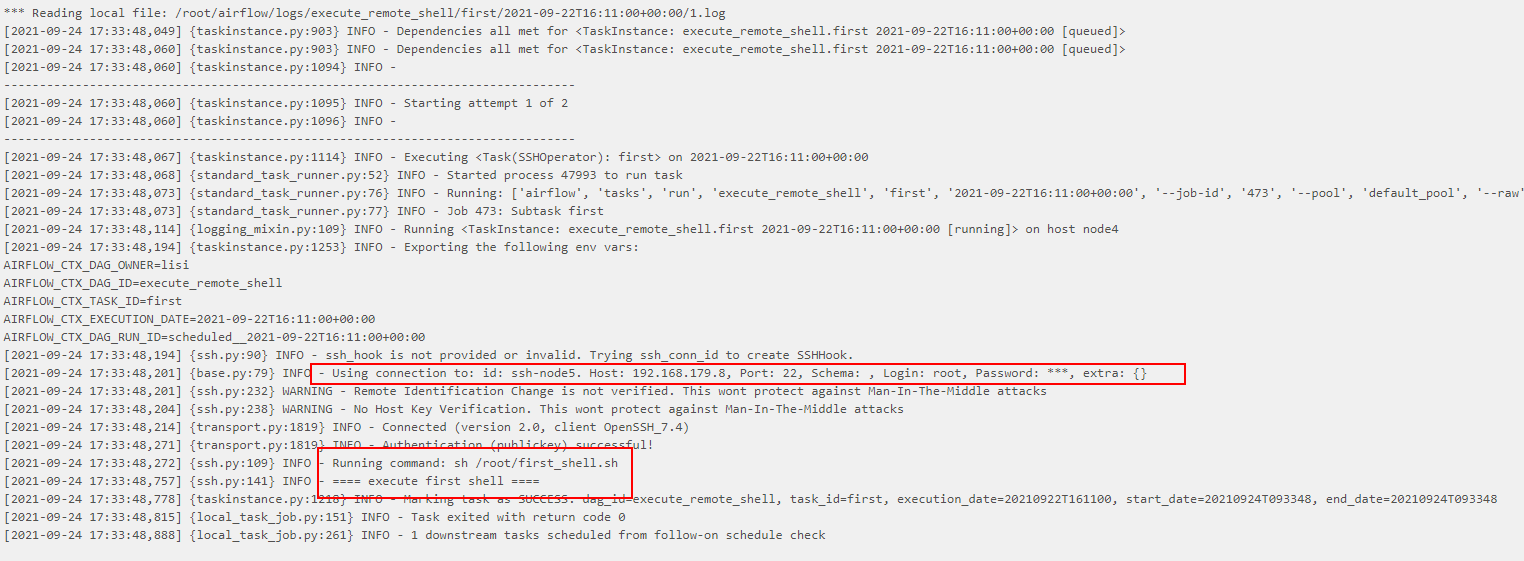 *** Reading local file: /root/airflow/logs/execute_remote_shell/first/2021-09-22T16:11:00+00:00/1.log
[2021-09-24 17:33:48,049] {taskinstance.py:903} INFO - Dependencies all met for <TaskInstance: execute_remote_shell.first 2021-09-22T16:11:00+00:00 [queued]>
[2021-09-24 17:33:48,060] {taskinstance.py:903} INFO - Dependencies all met for <TaskInstance: execute_remote_shell.first 2021-09-22T16:11:00+00:00 [queued]>
[2021-09-24 17:33:48,060] {taskinstance.py:1094} INFO -
--------------------------------------------------------------------------------
[2021-09-24 17:33:48,060] {taskinstance.py:1095} INFO - Starting attempt 1 of 2
[2021-09-24 17:33:48,060] {taskinstance.py:1096} INFO -
--------------------------------------------------------------------------------
[2021-09-24 17:33:48,067] {taskinstance.py:1114} INFO - Executing <Task(SSHOperator): first> on 2021-09-22T16:11:00+00:00
[2021-09-24 17:33:48,068] {standard_task_runner.py:52} INFO - Started process 47993 to run task
[2021-09-24 17:33:48,073] {standard_task_runner.py:76} INFO - Running: ['airflow', 'tasks', 'run', 'execute_remote_shell', 'first', '2021-09-22T16:11:00+00:00', '--job-id', '473', '--pool', 'default_pool', '--raw'
[2021-09-24 17:33:48,073] {standard_task_runner.py:77} INFO - Job 473: Subtask first
[2021-09-24 17:33:48,114] {logging_mixin.py:109} INFO - Running <TaskInstance: execute_remote_shell.first 2021-09-22T16:11:00+00:00 [running]> on host node4
[2021-09-24 17:33:48,194] {taskinstance.py:1253} INFO - Exporting the following env vars:
AIRFLOW_CTX_DAG_OWNER=lisi
AIRFLOW_CTX_DAG_ID=execute_remote_shell
AIRFLOW_CTX_TASK_ID=first
AIRFLOW_CTX_EXECUTION_DATE=2021-09-22T16:11:00+00:00
AIRFLOW_CTX_DAG_RUN_ID=scheduled__2021-09-22T16:11:00+00:00
[2021-09-24 17:33:48,194] {ssh.py:90} INFO - ssh_hook is not provided or invalid. Trying ssh_conn_id to create SSHHook.
[2021-09-24 17:33:48,201] {base.py:79} INFO - Using connection to: id: ssh-node5. Host: 192.168.179.8, Port: 22, Schema: , Login: root, Password: ***, extra: {}
[2021-09-24 17:33:48,201] {ssh.py:232} WARNING - Remote Identification Change is not verified. This wont protect against Man-In-The-Middle attacks
[2021-09-24 17:33:48,204] {ssh.py:238} WARNING - No Host Key Verification. This wont protect against Man-In-The-Middle attacks
[2021-09-24 17:33:48,214] {transport.py:1819} INFO - Connected (version 2.0, client OpenSSH_7.4)
[2021-09-24 17:33:48,271] {transport.py:1819} INFO - Authentication (publickey) successful!
[2021-09-24 17:33:48,272] {ssh.py:109} INFO - Running command: sh /root/first_shell.sh
[2021-09-24 17:33:48,757] {ssh.py:141} INFO - ==== execute first shell ====
[2021-09-24 17:33:48,778] {taskinstance.py:1218} INFO - Marking task as SUCCESS. dag_id=execute_remote_shell, task_id=first, execution_date=20210922T161100, start_date=20210924T093348, end_date=20210924T093348
[2021-09-24 17:33:48,815] {local_task_job.py:151} INFO - Task exited with return code 0
[2021-09-24 17:33:48,888] {local_task_job.py:261} INFO - 1 downstream tasks scheduled from follow-on schedule check